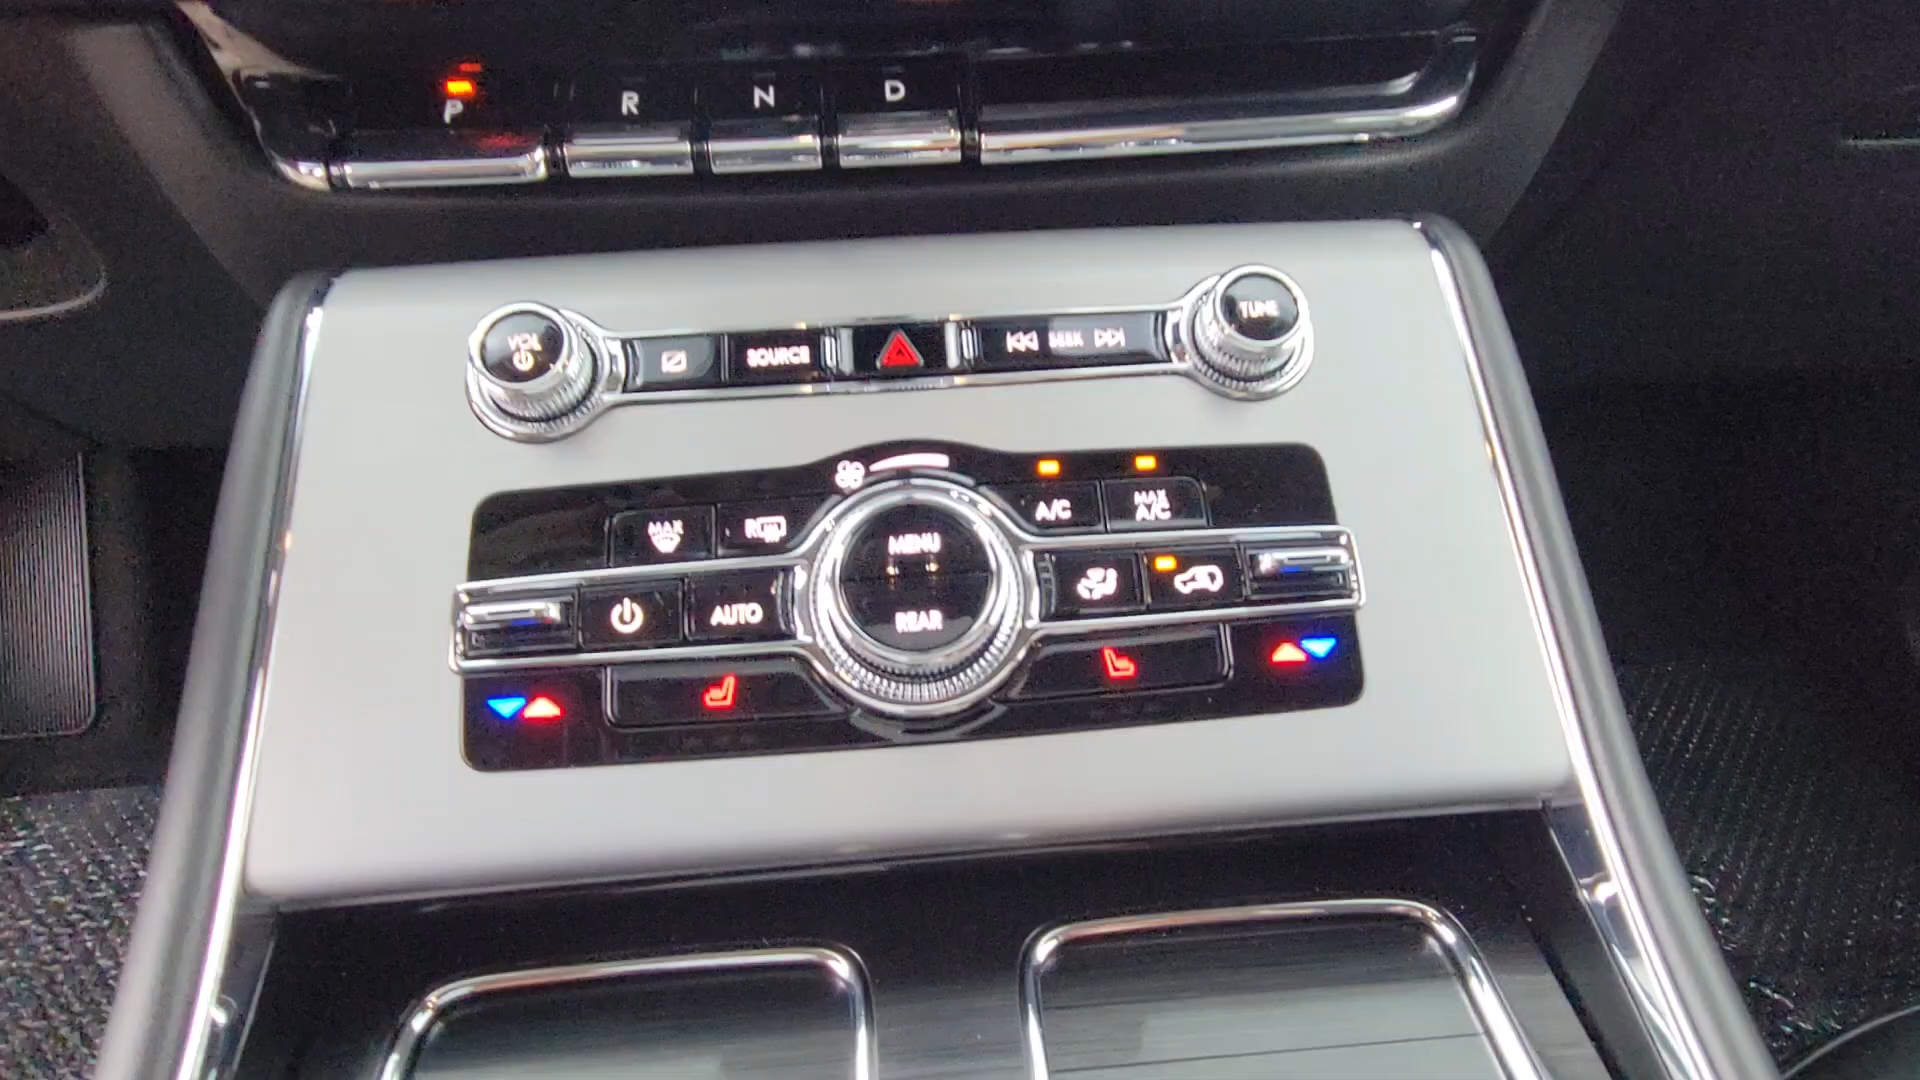 P R N D
VOL
SOURCE
SEEK
TUNE
MAX
R
A/C
MAX
A/C
MENU
AUTO
REAR